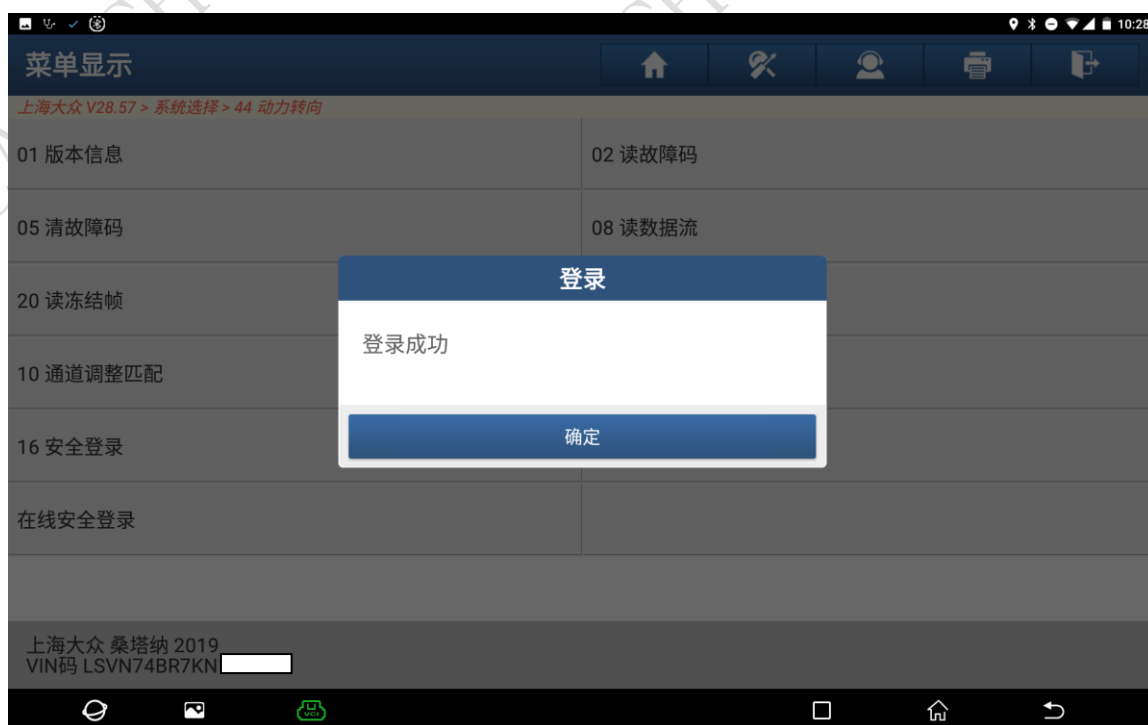 10:28
菜单显示
上海大众 V28.57 > 系统选择 > 44 动力转向
01 版本信息
02 读故障码
05 清故障码
08 读数据流
20 读冻结帧
10 通道调整匹配
16 安全登录
在线安全登录
登录
登录成功
确定
上海大众 桑塔纳 2019
VIN码 LSVN74BR7KN
VCI